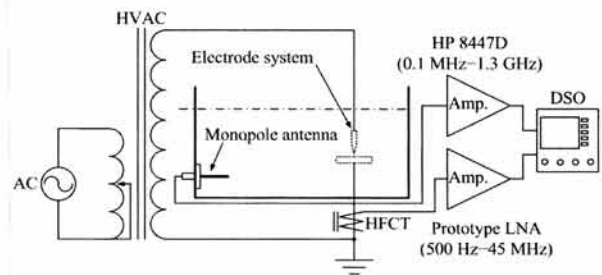 HVAC
HP 8447D
(0.1 MHz−1.3 GHz)
Electrode system
DSO
Amp.
Monopole antenna
AC
Amp.
HFCT
Prototype LNA
(500 Hz−45 MHz)